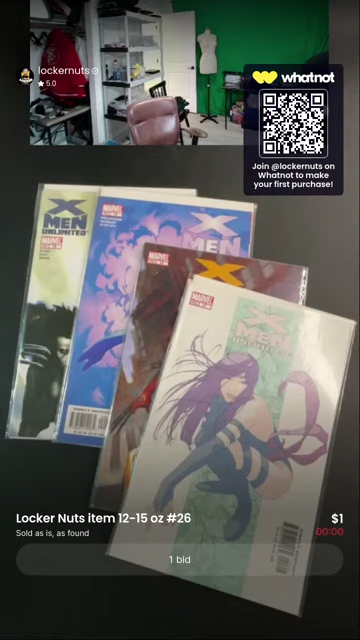 lockernuts
5.0
whatnot
Join @lockernuts on
Whatnot to make
your first purchase!
X
MEN
UNLIMITED
MARVEL
MARVEL
X
MEN
MARVEL
X
MARVEL
X
MEN
UNLIMITED
Locker Nuts item 12-15 oz #26
$1
Sold as is, as found
00:00
1 bid